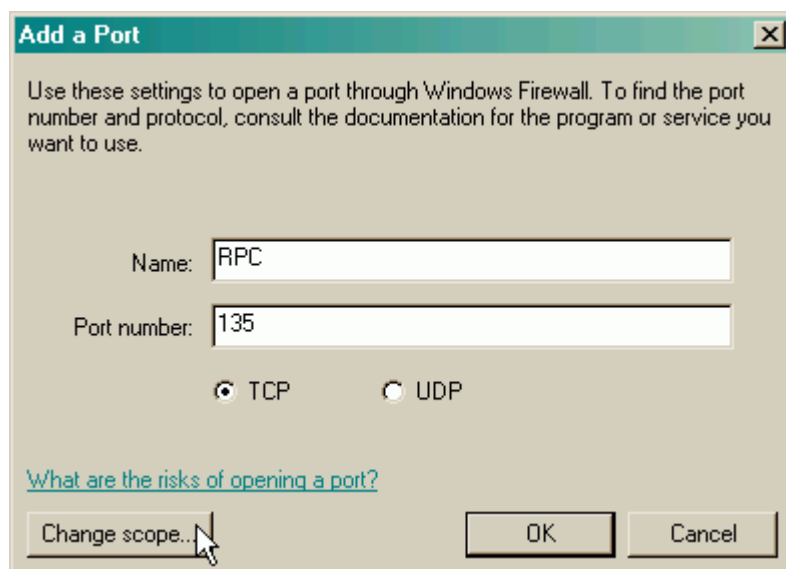 Add a Port
Use these settings to open a port through Windows Firewall. To find the port
number and protocol, consult the documentation for the program or service you
want to use.
Name: RPC
Port number: 135
TCP UDP
What are the risks of opening a port?
Change scope... OK Cancel